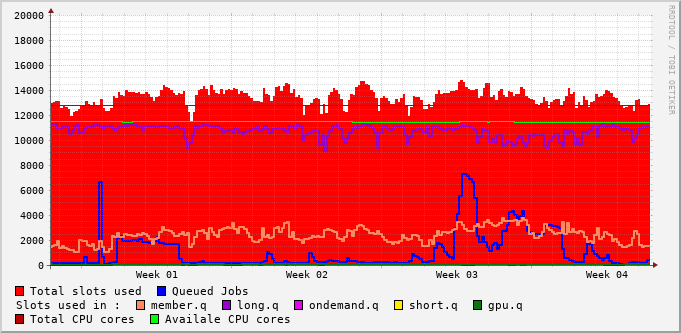 RRDTOOL / TOBI OETIKER
20000
18000
16000
14000
12000
10000
8000
6000
4000
2000
0
Week 01 Week 02 Week 03 Week 04
Total slots used Queued Jobs
Slots used in : member.q long.q ondemand.q short.q gpu.q
Total CPU cores Availale CPU cores